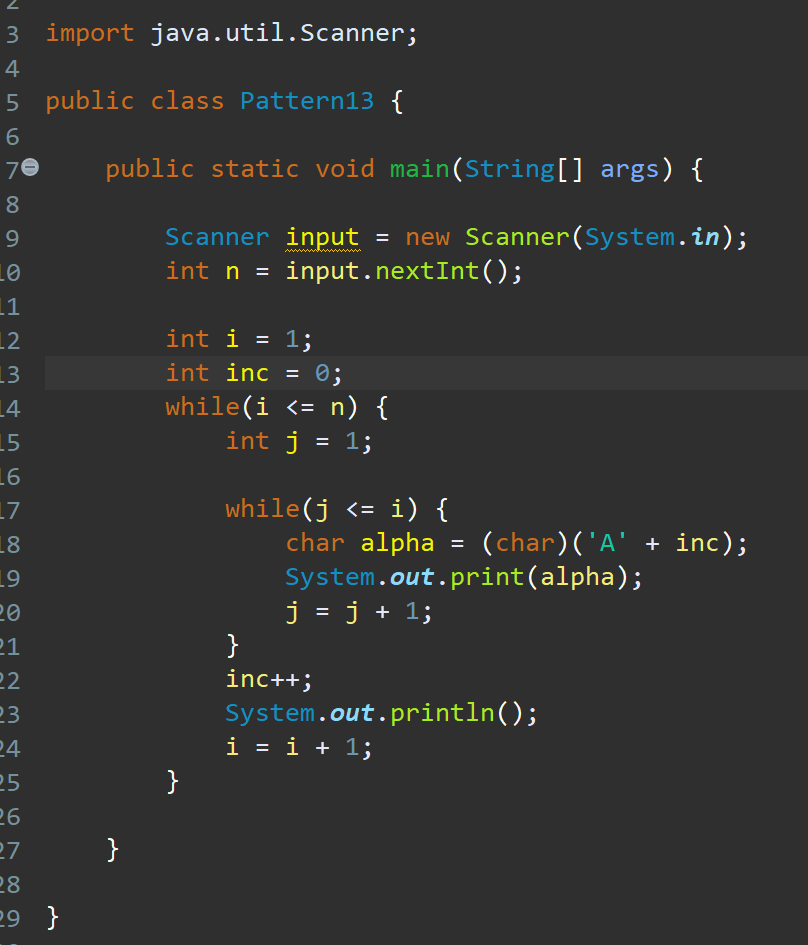 2
3 import java.util.Scanner;
4
5 public class Pattern13 {
6
7 public static void main(String[] args) {
8
9 Scanner input = new Scanner(System.in);
10 int n = input.nextInt();
11
12 int i = 1;
13 int inc = 0;
14 while(i <= n) {
15 int j = 1;
16
17 while(j <= i) {
18 char alpha = (char)('A' + inc);
19 System.out.print(alpha);
20 j = j + 1;
21 }
22 inc++;
23 System.out.println();
24 i = i + 1;
25 }
26
27 }
28
29 }